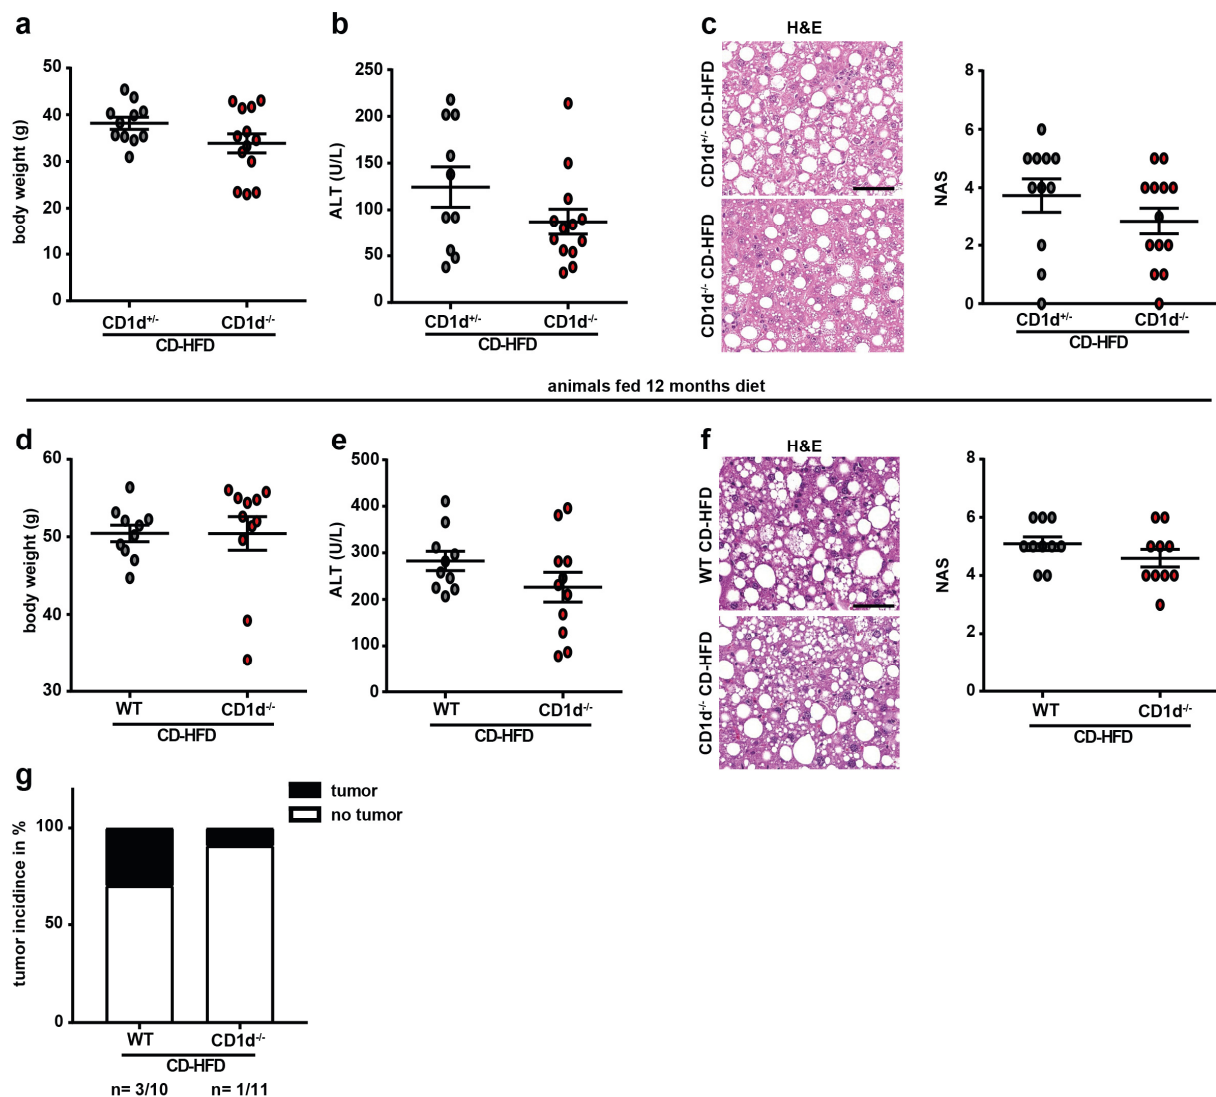 a
body weight (g)
50
40
30
20
10
0
CD1d+/-
CD1d-/-
CD-HFD
b
ALT (U/L)
250
200
150
100
50
0
CD1d+/-
CD1d-/-
CD-HFD
c
H&E
CD1d+/- CD-HFD
CD1d-/- CD-HFD
NAS
8
6
4
2
0
CD1d+/-
CD1d-/-
CD-HFD
animals fed 12 months diet
d
body weight (g)
60
50
40
30
WT
CD1d-/-
CD-HFD
e
ALT (U/L)
500
400
300
200
100
0
WT
CD1d-/-
CD-HFD
f
H&E
WT CD-HFD
CD1d-/- CD-HFD
NAS
8
6
4
2
0
WT
CD1d-/-
CD-HFD
g
tumor incidince in %
100
50
0
tumor
no tumor
WT
CD1d-/-
CD-HFD
n= 3/10
n= 1/11